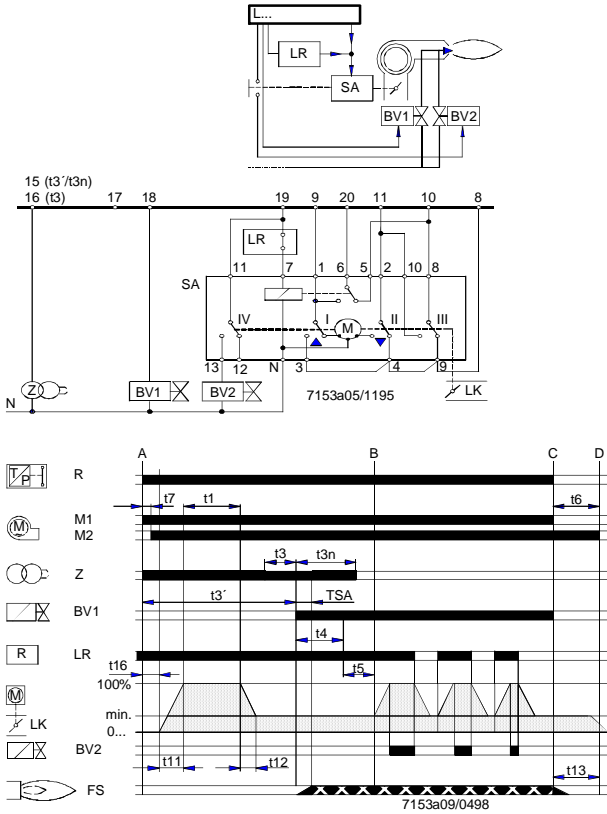 L...
LR
SA
BV1 BV2
15 (t3´/t3n)
16 (t3) 17 18 19 9 20 11 10 8
LR
11 7 1 6 5 2 10 8
SA
IV I M II III
13 12 N 3 4 9
Z BV1 BV2 LK
N
7153a05/1195
A B C D
T P R
t7 t1 t6
M M1
M2
t3 t3n
Z
t3´ TSA
BV1
t4
R LR
t16 t5
100%
M
min.
LK
0...
BV2
t11 t12 t13
FS
7153a09/0498